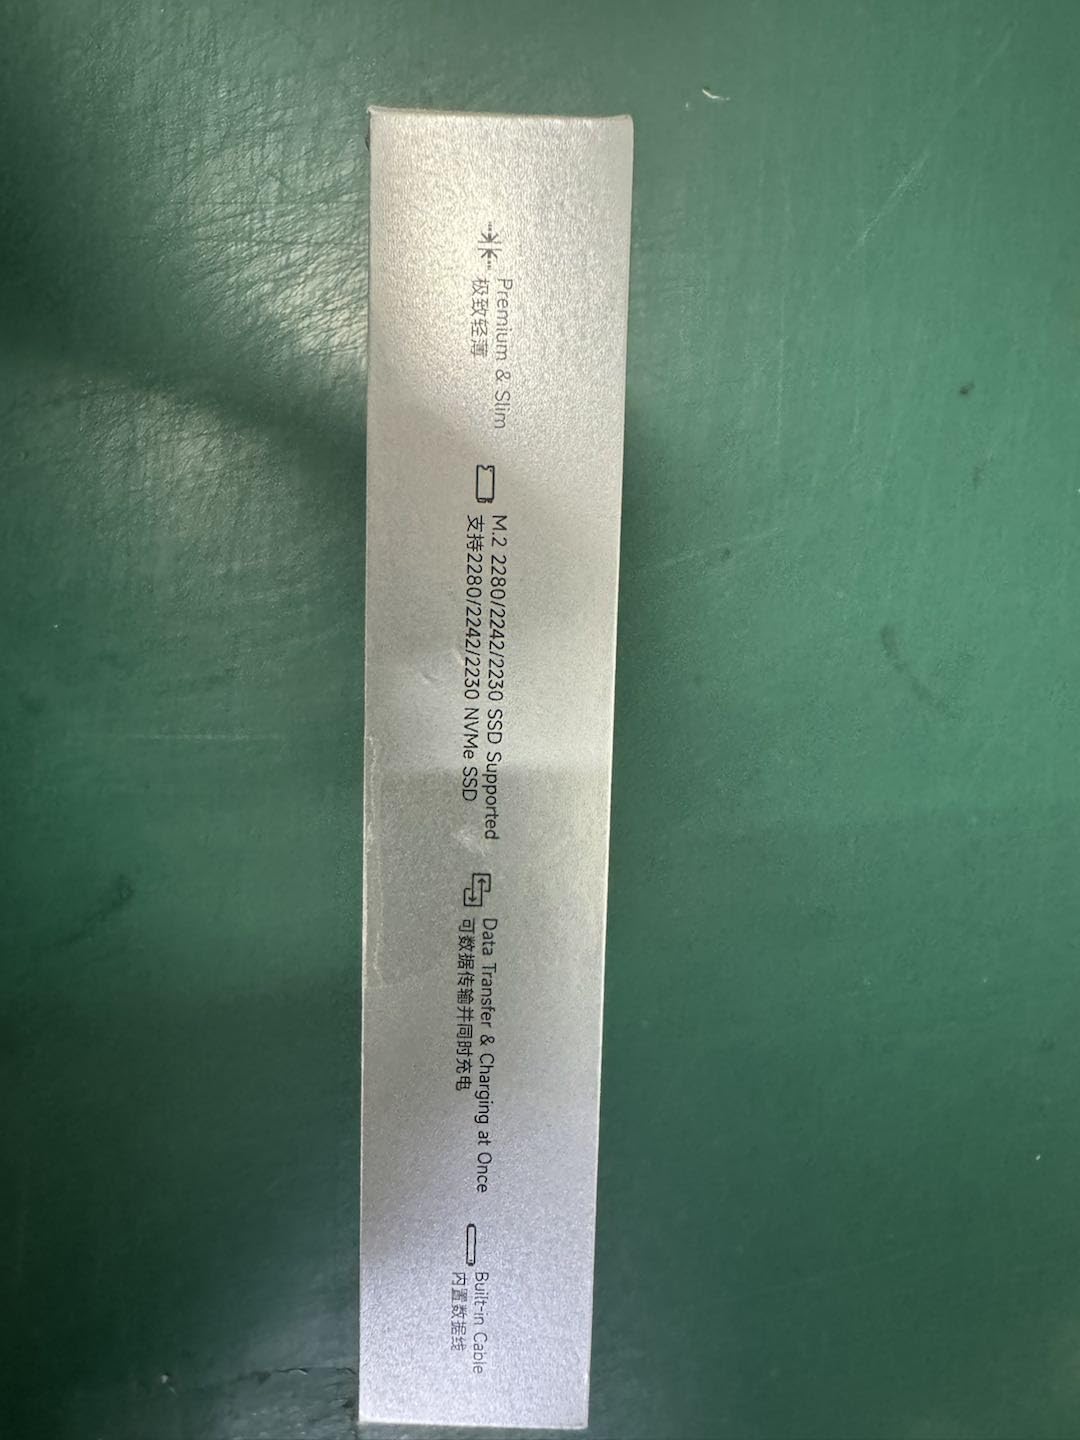 Premium & Slim
极致轻薄
M.2 2280/2242/2230 SSD Supported
支持2280/2242/2230 NVMe SSD
Data Transfer & Charging at Once
可数据传输并同时充电
Built-in Cable
内置数据线